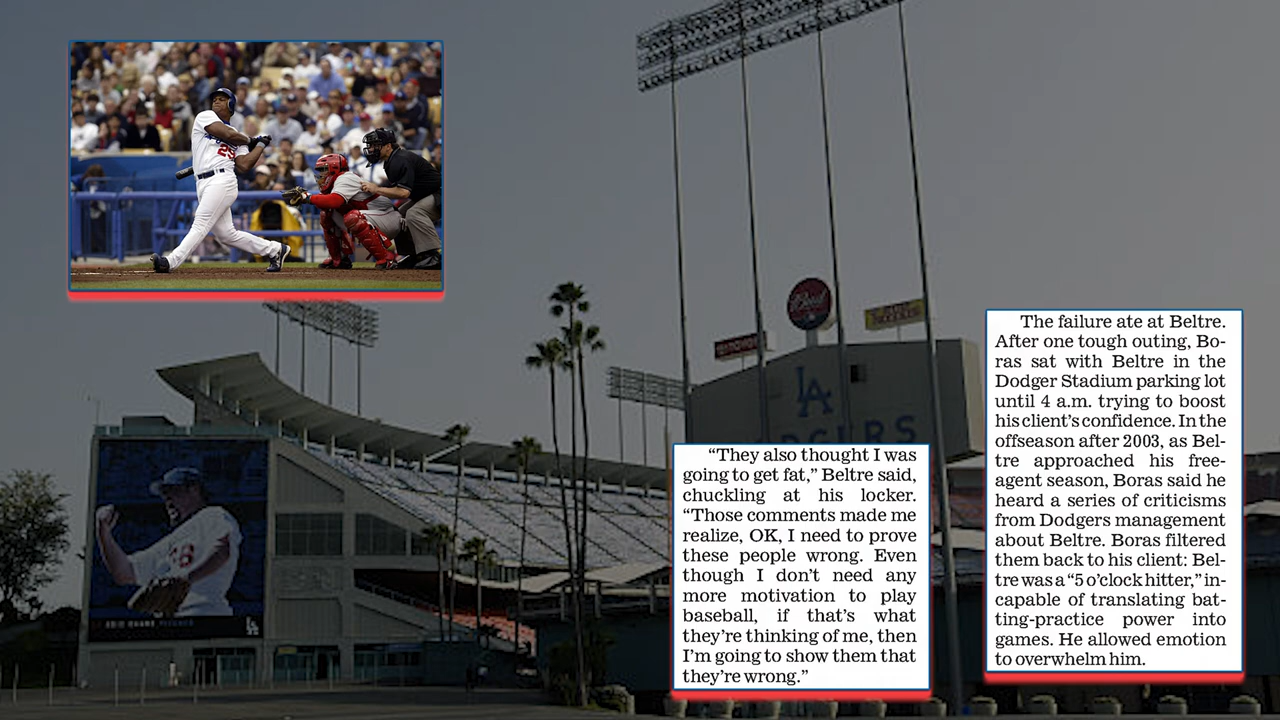 29
LA
DODGERS
“They also thought I was
going to get fat,” Beltre said,
chuckling at his locker.
“Those comments made me
realize, OK, I need to prove
these people wrong. Even
though I don’t need any
more motivation to play
baseball, if that’s what
they’re thinking of me, then
I’m going to show them that
they’re wrong.”
The failure ate at Beltre.
After one tough outing, Bo-
ras sat with Beltre in the
Dodger Stadium parking lot
until 4 a.m. trying to boost
his client’s confidence. In the
offseason after 2003, as Bel-
tre approached his free-
agent season, Boras said he
heard a series of criticisms
from Dodgers management
about Beltre. Boras filtered
them back to his client: Bel-
tre was a “5 o’clock hitter,” in-
capable of translating bat-
ting-practice power into
games. He allowed emotion
to overwhelm him.